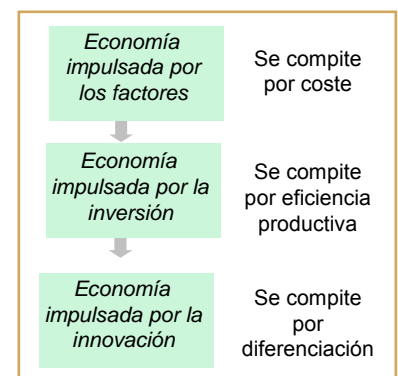 Economía
impulsada por
los factores
Se compite
por coste
Economía
impulsada por la
inversión
Se compite
por eficiencia
productiva
Economía
impulsada por la
innovación
Se compite
por
diferenciación